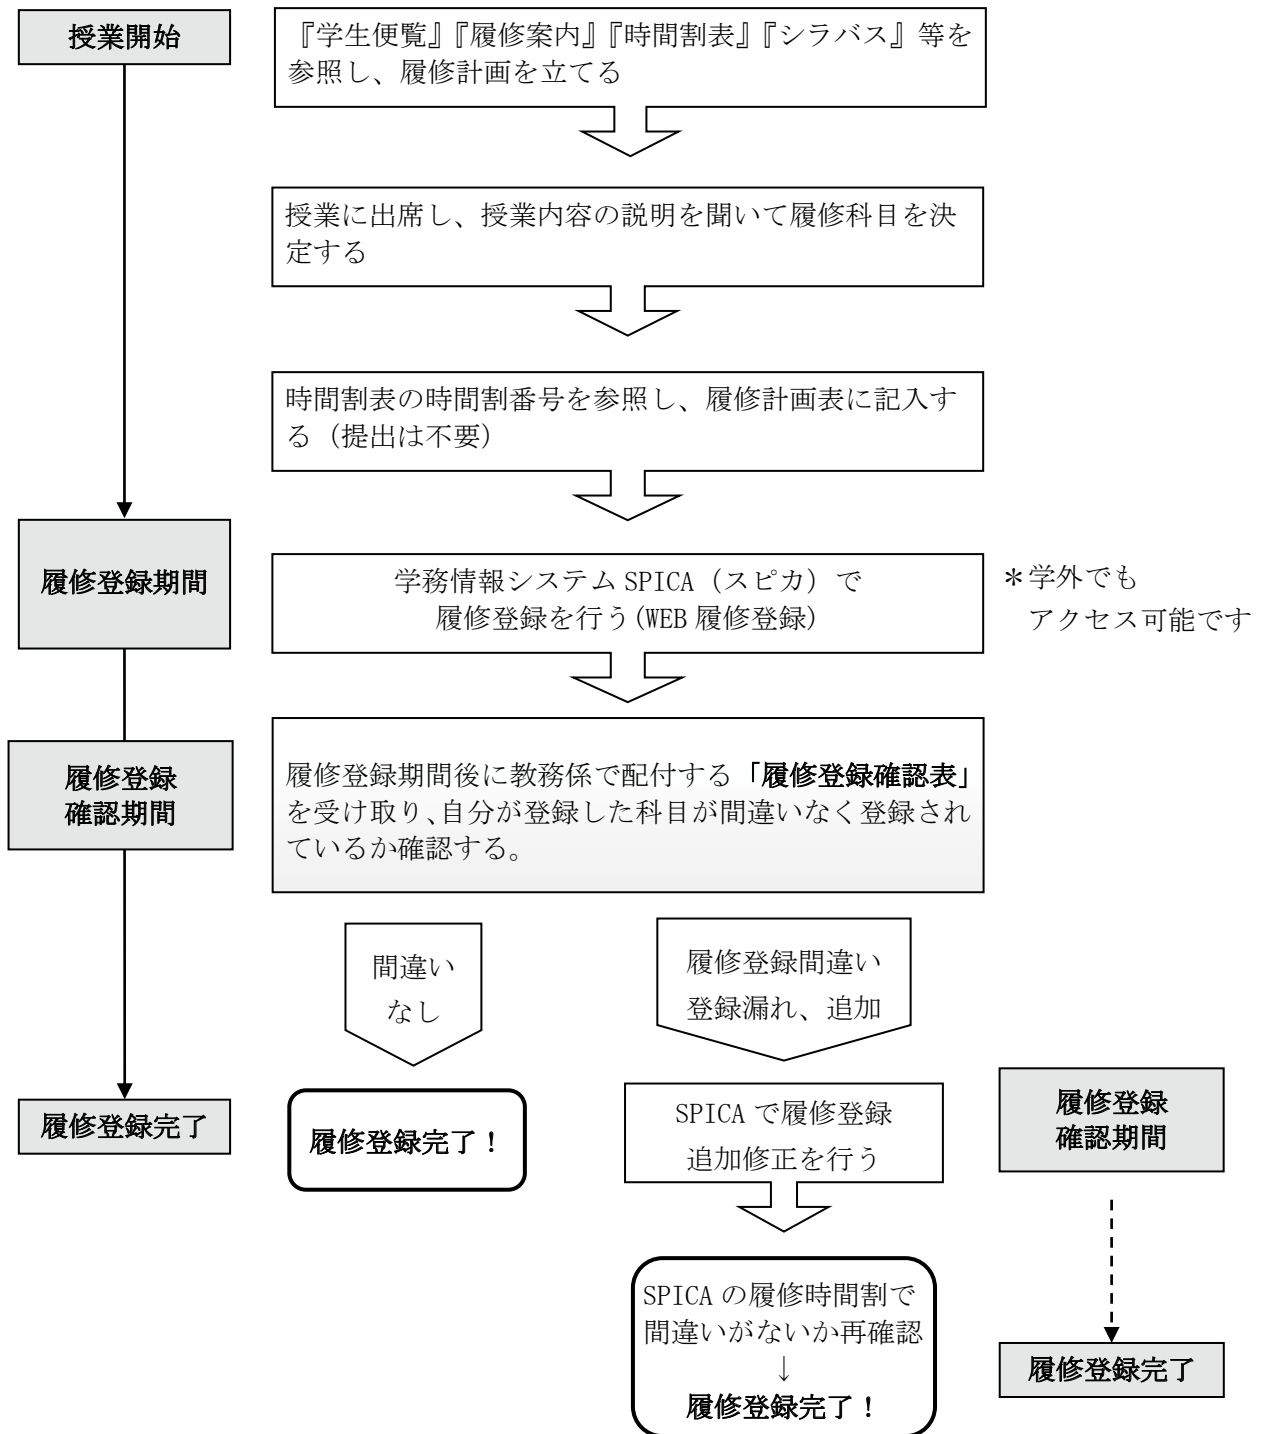 授業開始
『学生便覧』『履修案内』『時間割表』『シラバス』等を
参照し、履修計画を立てる
授業に出席し、授業内容の説明を聞いて履修科目を決
定する
時間割表の時間割番号を参照し、履修計画表に記入す
る（提出は不要）
履修登録期間
学務情報システム SPICA（スピカ）で
履修登録を行う(WEB 履修登録)
＊学外でも
アクセス可能です
履修登録
確認期間
履修登録期間後に教務係で配付する「履修登録確認表」
を受け取り、自分が登録した科目が間違いなく登録され
ているか確認する。
間違い
なし
履修登録間違い
登録漏れ、追加
履修登録完了
履修登録完了！
SPICA で履修登録
追加修正を行う
履修登録
確認期間
SPICA の履修時間割で
間違いがないか再確認
↓
履修登録完了！
履修登録完了